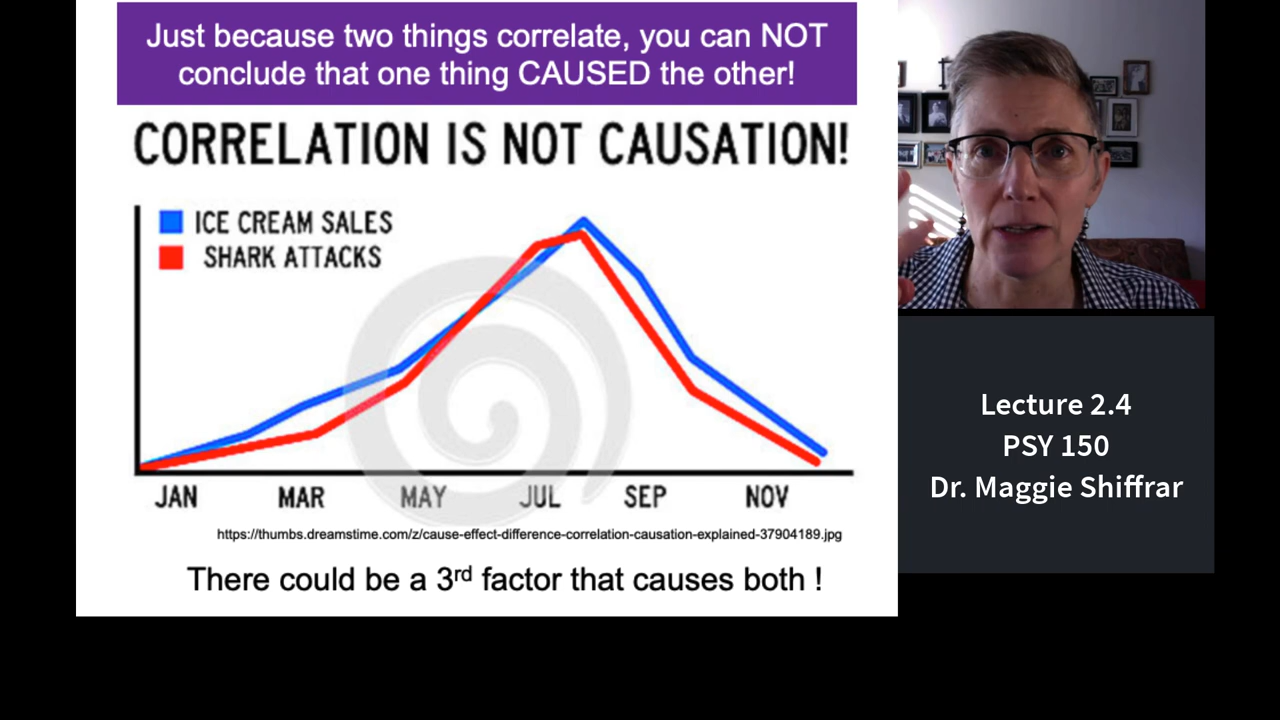 Just because two things correlate, you can NOT
conclude that one thing CAUSED the other!
CORRELATION IS NOT CAUSATION!
ICE CREAM SALES
SHARK ATTACKS
JAN MAR MAY JUL SEP NOV
https://thumbs.dreamstime.com/z/cause-effect-difference-correlation-causation-explained-37904189.jpg
There could be a 3rd factor that causes both !
Lecture 2.4
PSY 150
Dr. Maggie Shiffrar